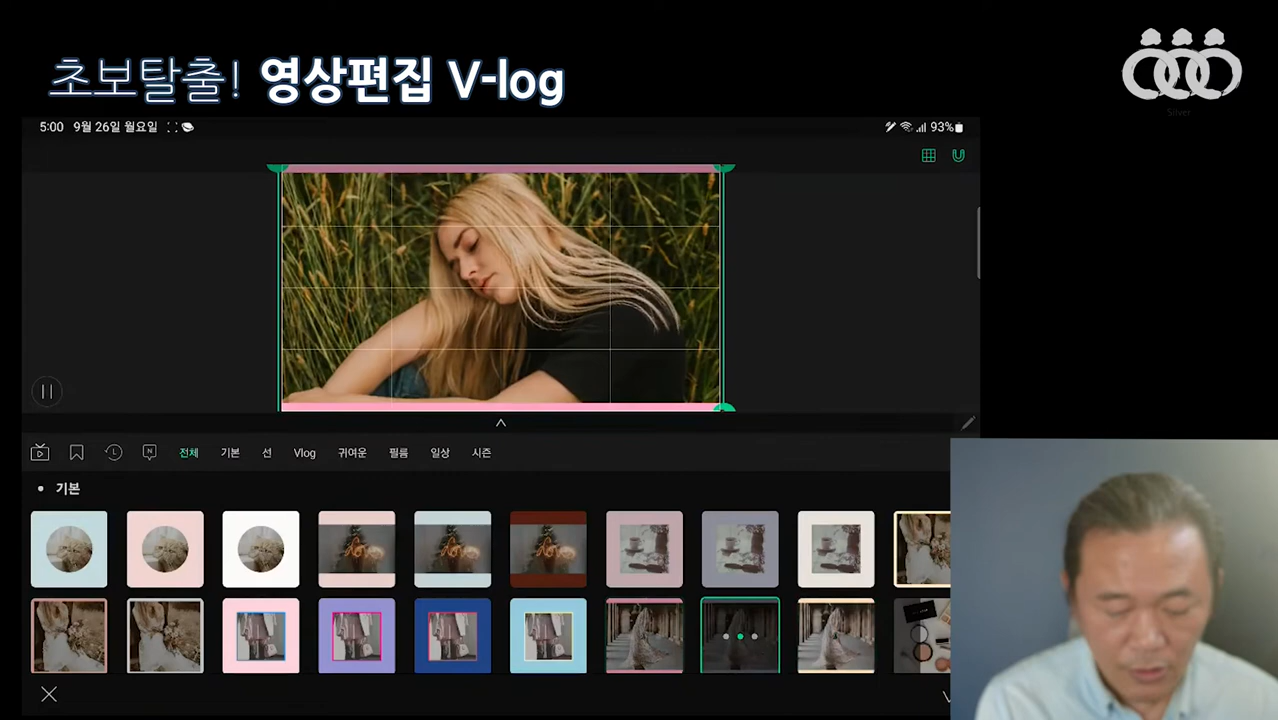 초보탈출! 영상편집 V-log
Silver
5:00 9월 26일 월요일
93%
N
전체 기본 선 Vlog 귀여운 필름 일상 시즌
• 기본